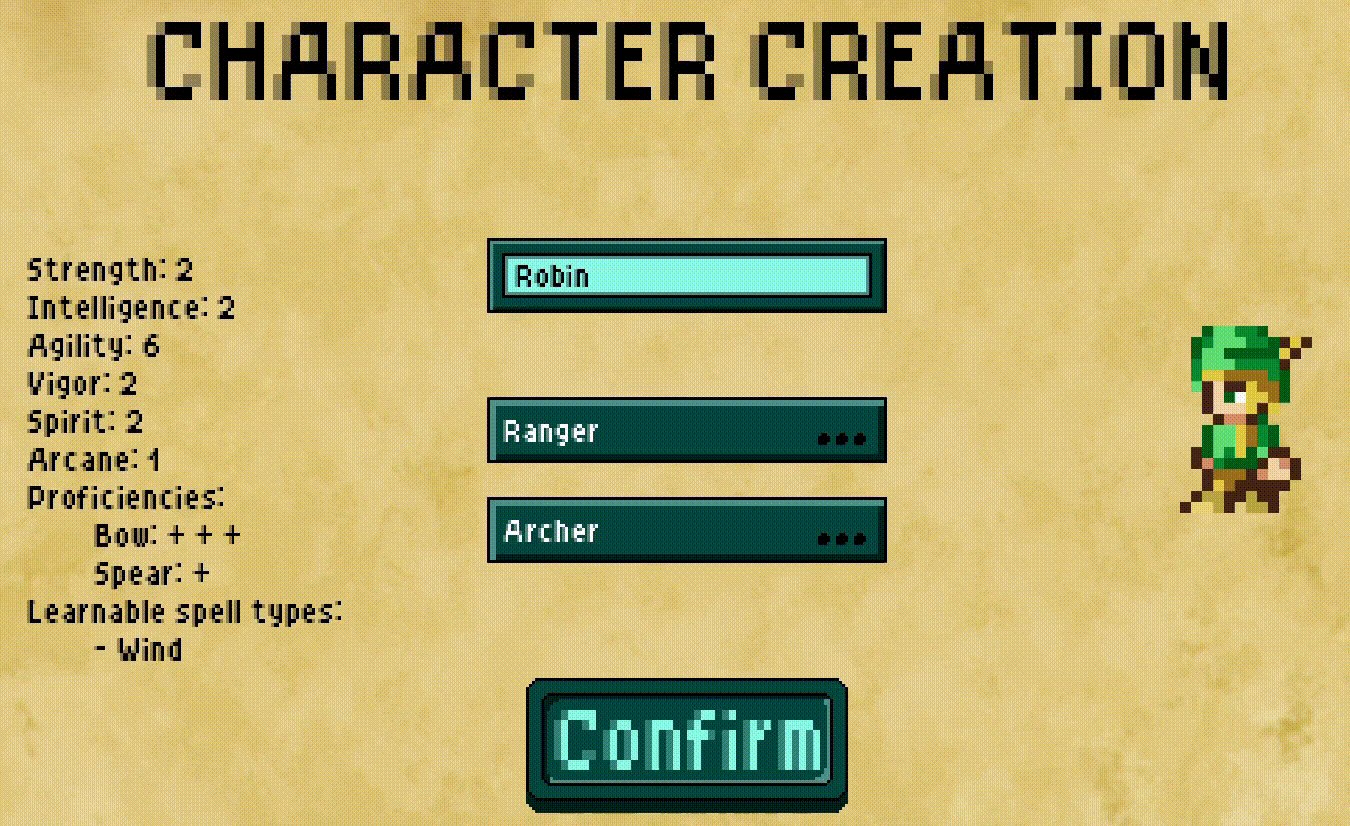 CHARACTER CREATION
Strength: 2
Intelligence: 2
Agility: 6
Vigor: 2
Spirit: 2
Arcane: 1
Proficiencies:
Bow: + + +
Spear: +
Learnable spell types:
- Wind
Robin
Ranger ...
Archer ...
Confirm